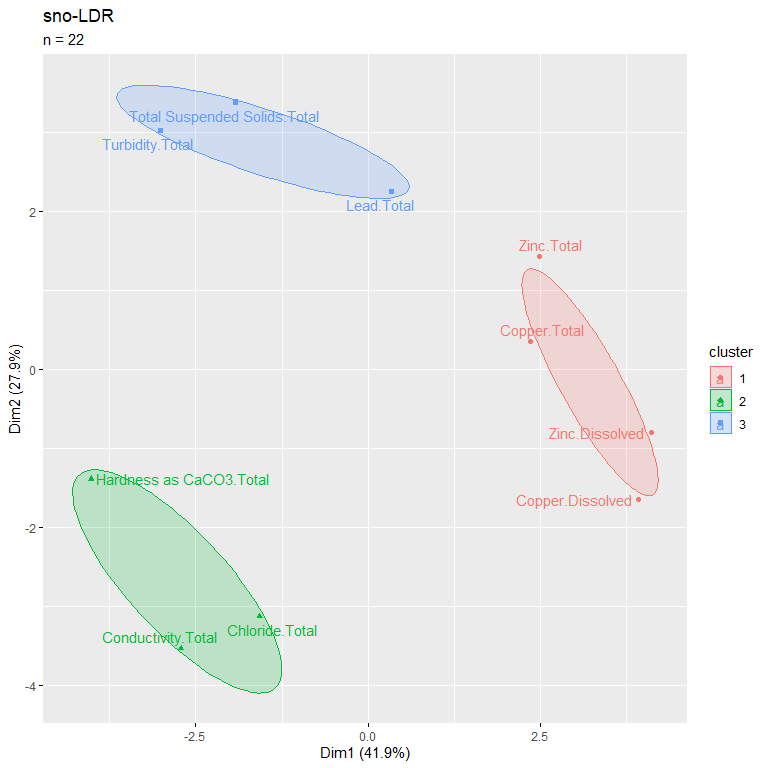 sno-LDR
n = 22
Total Suspended Solids.Total
Turbidity.Total
Lead.Total
2
Zinc.Total
Copper.Total
cluster
0
a 1
a 2
a 3
Dim2 (27.9%)
Zinc.Dissolved
Hardness as CaCO3.Total
Copper.Dissolved
-2
Chloride.Total
Conductivity.Total
-4
-2.5 0.0 2.5
Dim1 (41.9%)